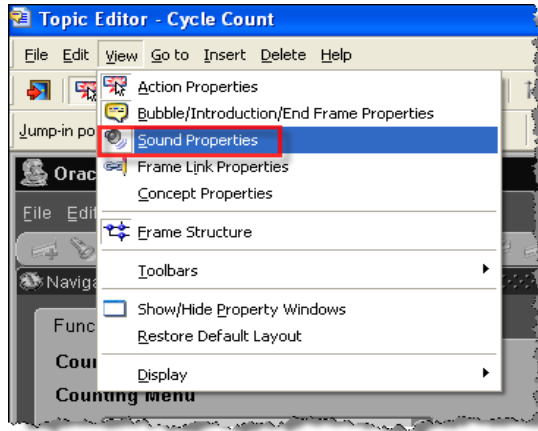 Topic Editor - Cycle Count
File Edit View Go to Insert Delete Help
Action Properties
Bubble/Introduction/End Frame Properties
Jump-in po
Sound Properties
Orac
Frame Link Properties
Concept Properties
File Edit
Frame Structure
Toolbars
Naviga
Show/Hide Property Windows
Func
Restore Default Layout
Cour
Display
Counting Menu